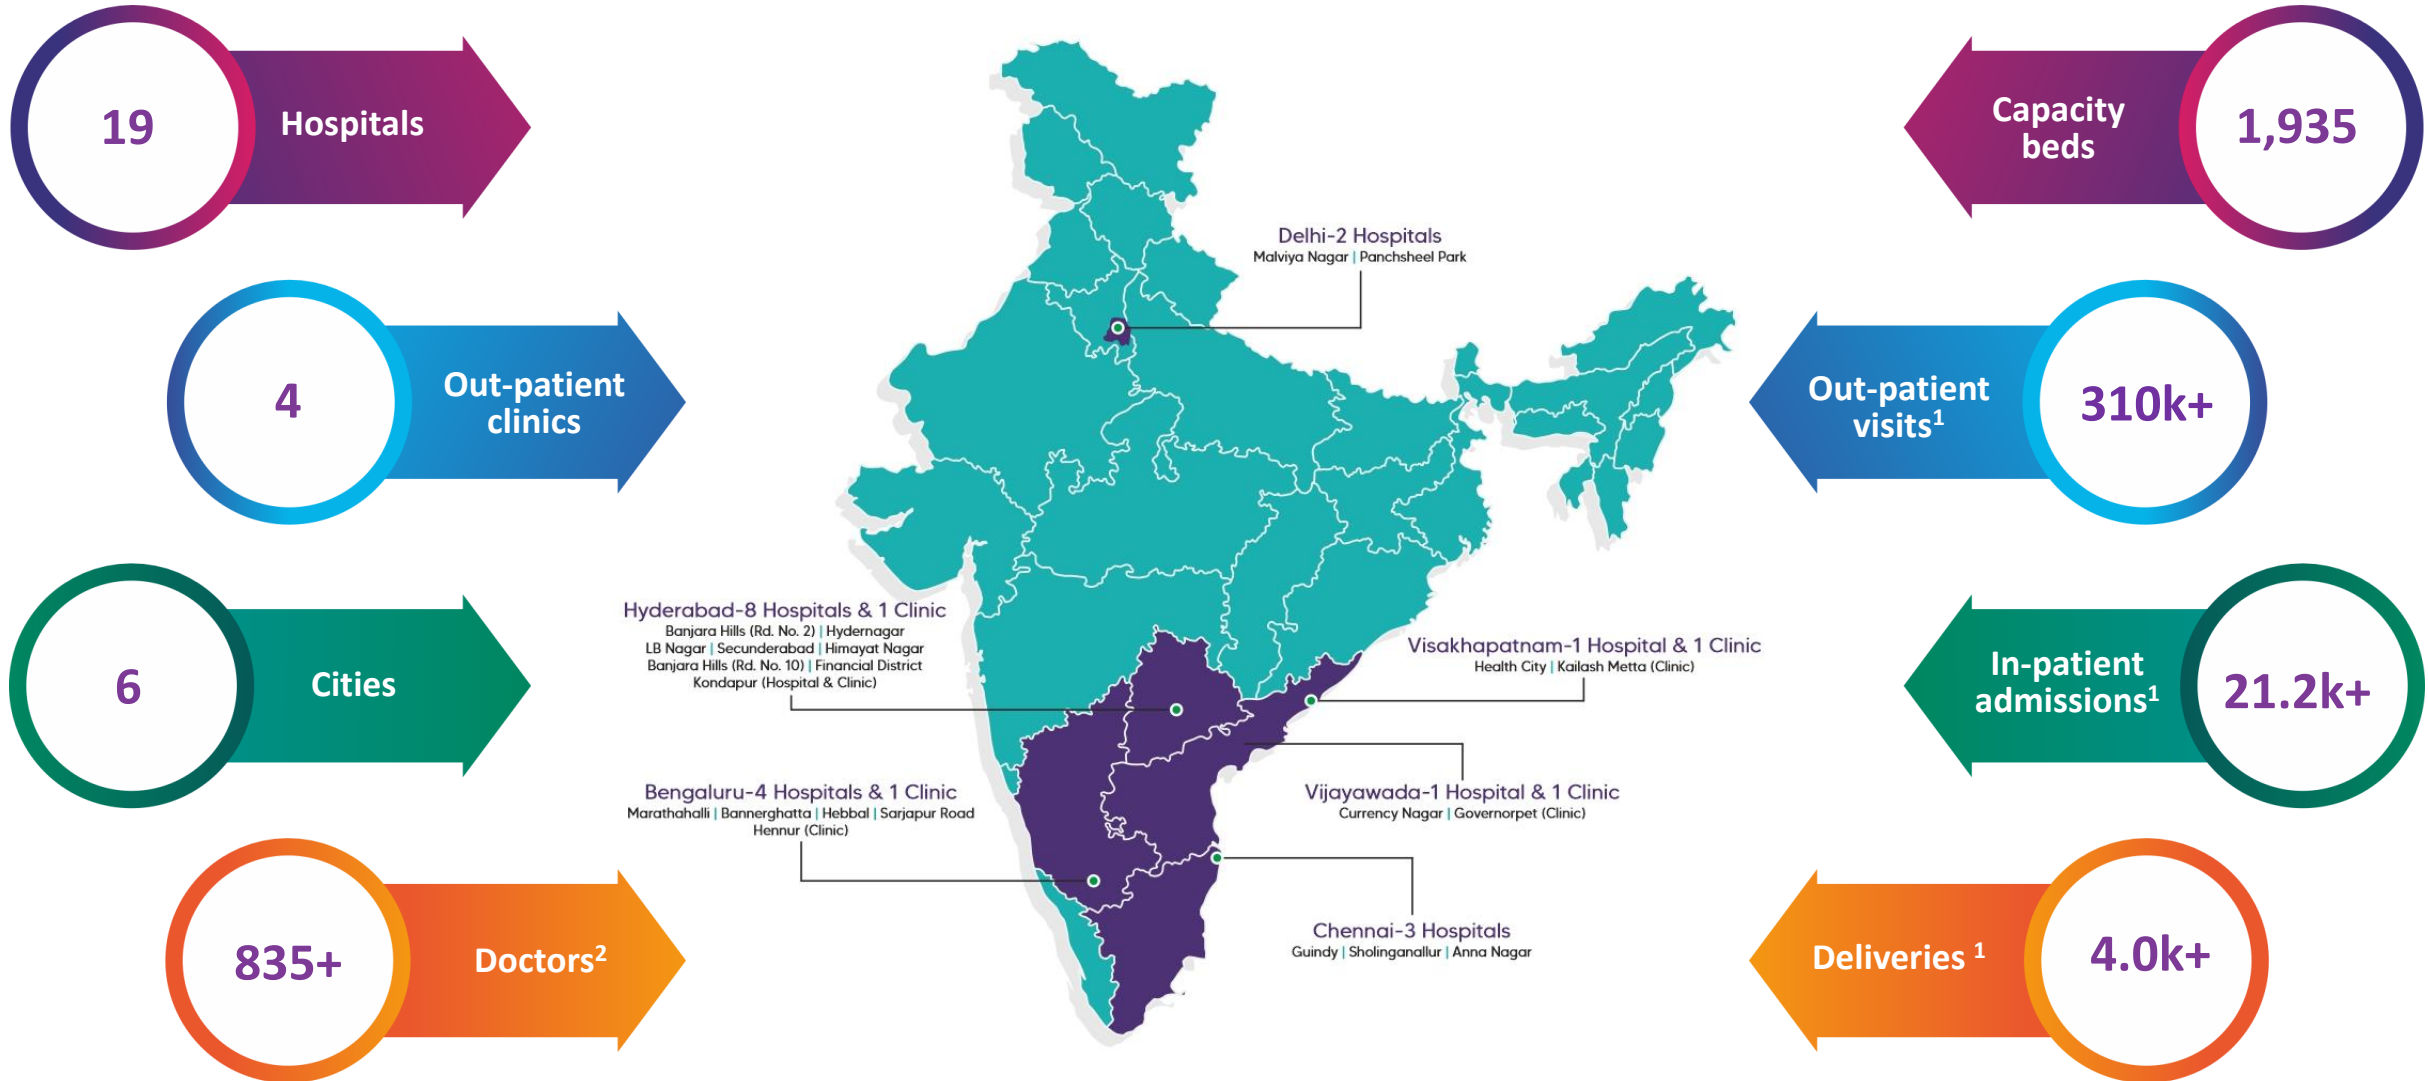 19
Hospitals
4
Out-patient
clinics
6
Cities
835+
Doctors²
Delhi-2 Hospitals
Malviya Nagar | Panchsheel Park
Hyderabad-8 Hospitals & 1 Clinic
Banjara Hills (Rd. No. 2) | Hydernagar
LB Nagar | Secunderabad | Himayat Nagar
Banjara Hills (Rd. No. 10) | Financial District
Kondapur (Hospital & Clinic)
Visakhapatnam-1 Hospital & 1 Clinic
Health City | Kailash Metta (Clinic)
Bengaluru-4 Hospitals & 1 Clinic
Marathahalli | Bannerghatta | Hebbal | Sarjapur Road
Hennur (Clinic)
Vijayawada-1 Hospital & 1 Clinic
Currency Nagar | Governorpet (Clinic)
Chennai-3 Hospitals
Guindy | Sholinganallur | Anna Nagar
Capacity
beds
1,935
Out-patient
visits¹
310k+
In-patient
admissions¹
21.2k+
Deliveries ¹
4.0k+